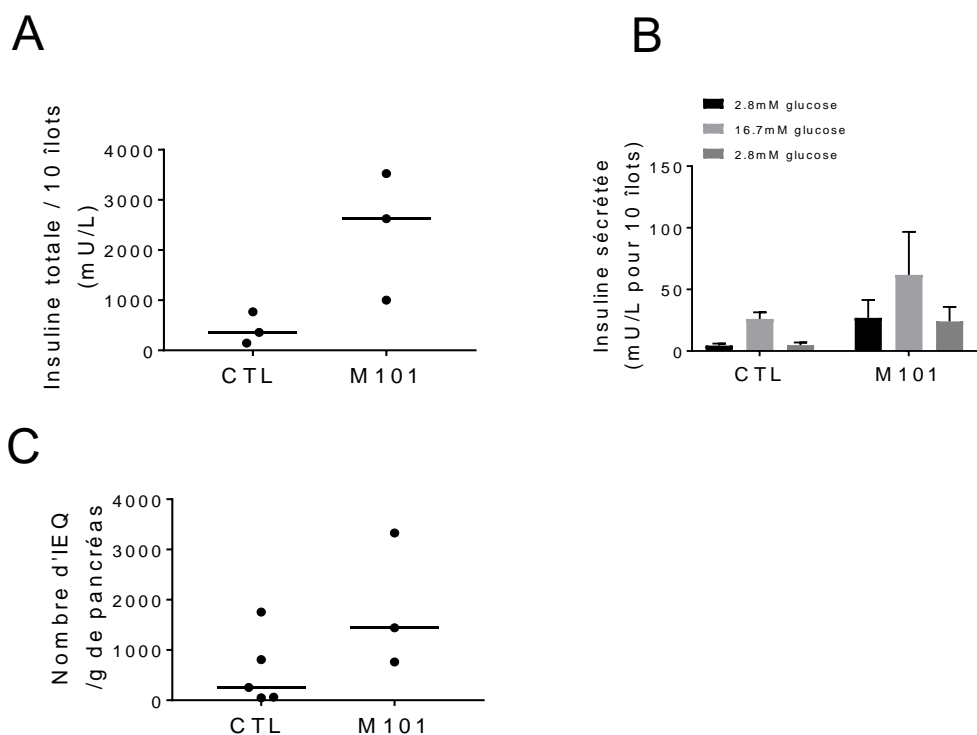 A
Insuline totale / 10 îlots
(mU/L)
4000
3000
2000
1000
0
CTL
M101
B
2.8mM glucose
16.7mM glucose
2.8mM glucose
Insuline sécrétée
(mU/L pour 10 îlots)
150
100
50
0
CTL
M101
C
Nombre d'IEQ
/g de pancréas
4000
3000
2000
1000
0
CTL
M101